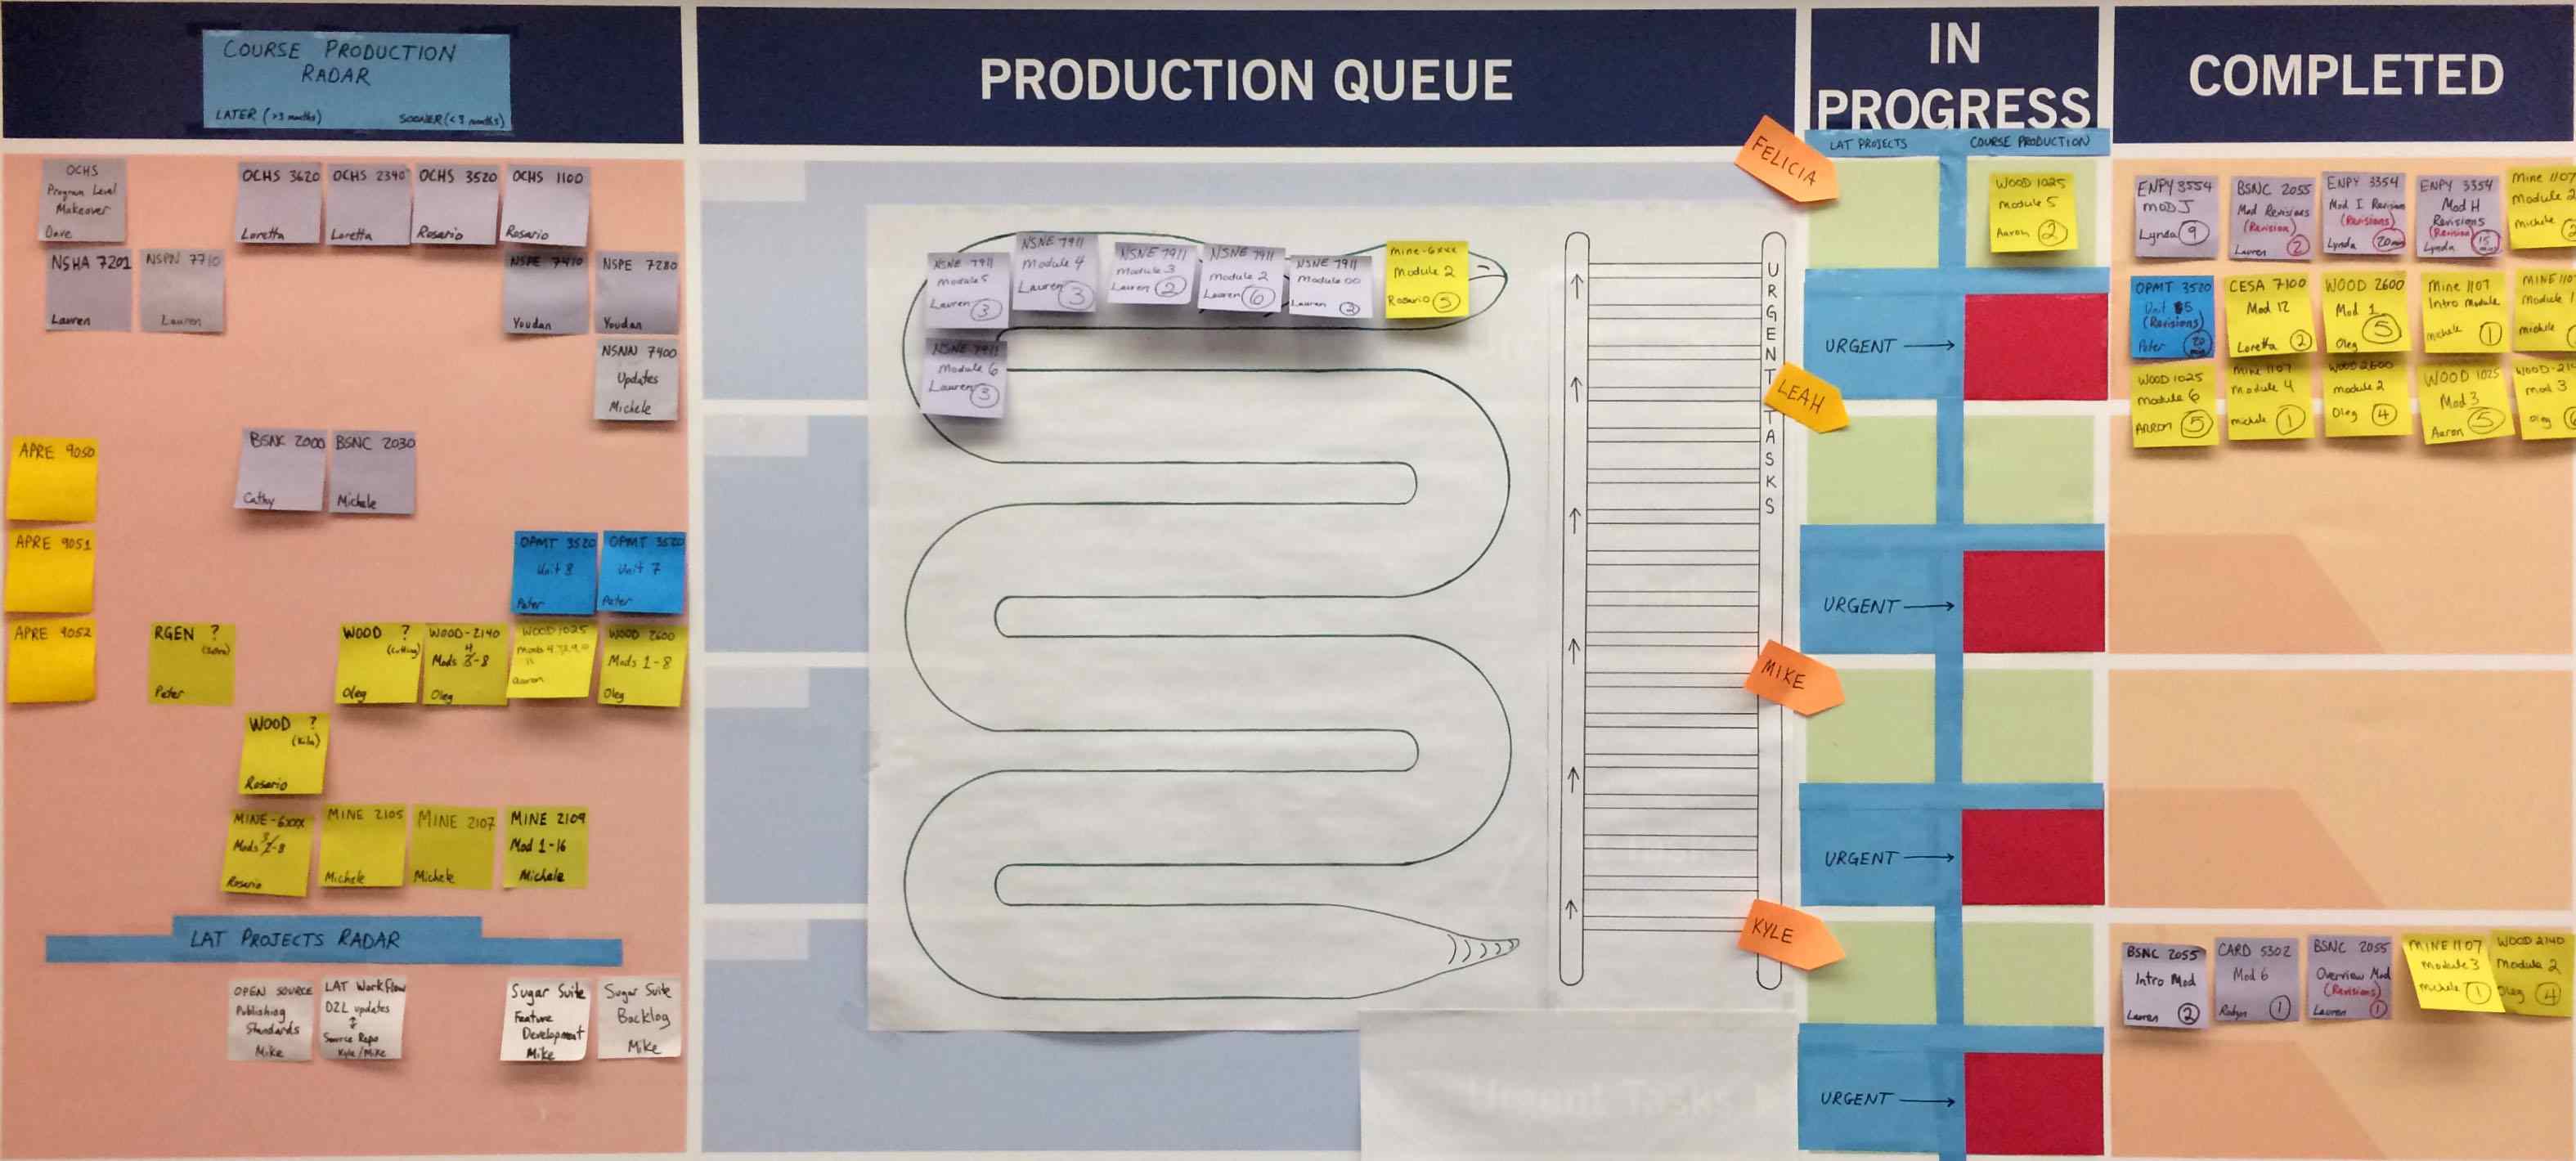 COURSE PRODUCTION
RADAR
LATER (>3 months)
SOONER (<3 months)
PRODUCTION QUEUE
IN
PROGRESS
COMPLETED
OCHS
Program Level
Makeover
Dave
OCHS 3620
Loretta
OCHS 2340
Loretta
OCHS 3520
Rosario
OCHS 1100
Rosario
NSHA 7201
Lauren
NSPN 7710
Lauren
NSPE 7410
Youdan
NSPE 7280
Youdan
NSNN 7400
Updates
Michele
APRE 9050
BSNC 2000
Cathy
BSNC 2030
Michele
APRE 9051
OPMT 3520
Unit 8
Peter
OPMT 3520
Unit 7
Peter
APRE 9052
RGEN ?
Peter
WOOD ?
Oleg
WOOD-2140
4
Mods 3-8
Oleg
WOOD 1025
Aaron
WOOD 2600
Mods 1-8
Oleg
WOOD ?
(Kiln)
Rosario
MINE-6xxx
3
Mods 2-8
Rosario
MINE 2105
Michele
MINE 2107
Michele
MINE 2109
Mod 1-16
Michele
LAT PROJECTS RADAR
OPEN SOURCE
Publishing
Standards
Mike
LAT Workflow
D2L updates
↕
Source Repo
Kyle/Mike
Sugar Suite
Feature
Development
Mike
Sugar Suite
Backlog
Mike
NSNE 7911
Module 5
Lauren 3
NSNE 7911
Module 4
Lauren 3
NSNE 7911
Module 3
Lauren 2
NSNE 7911
Module 2
Lauren 6
NSNE 7911
Module 00
Lauren 2
Mine-6xxx
Module 2
Rosario 5
NSNE 7911
Module 6
Lauren 3
URGENT TASKS
Urgent Tasks
FELICIA
LEAH
MIKE
KYLE
LAT PROJECTS
COURSE PRODUCTION
WOOD 1025
Module 5
Aaron 2
URGENT →
URGENT →
URGENT →
URGENT →
ENPY 3554
MOD J
Lynda 9
BSNC 2055
Mod Revisions
(Revision)
Lauren 2
ENPY 3354
Mod I Revision
(Revisions)
Lynda 20min
ENPY 3354
Mod H
Revisions
(Revision)
Lynda 15 min
Mine 1107
Module 2
michele
OPMT 3520
Unit 5
(Revisions)
Peter 20 min
CESA 7100
Mod 12
Loretta 2
WOOD 2600
Mod 1
Oleg 5
Mine 1107
Intro Module
michele 1
MINE 110
Module 1
michele
WOOD 1025
Module 6
AARON 5
Mine 1107
Module 4
michele 1
WOOD 2600
module 2
Oleg 4
WOOD 1025
Mod 3
Aaron 5
WOOD-214
mod 3
Oleg
BSNC 2055
Intro Mod
Lauren 2
CARD 5302
Mod 6
Robyn 1
BSNC 2055
Overview Mod
(Revisions)
Lauren 1
MINE 1107
Module 3
michele 1
WOOD 2140
Module 2
Oleg 4